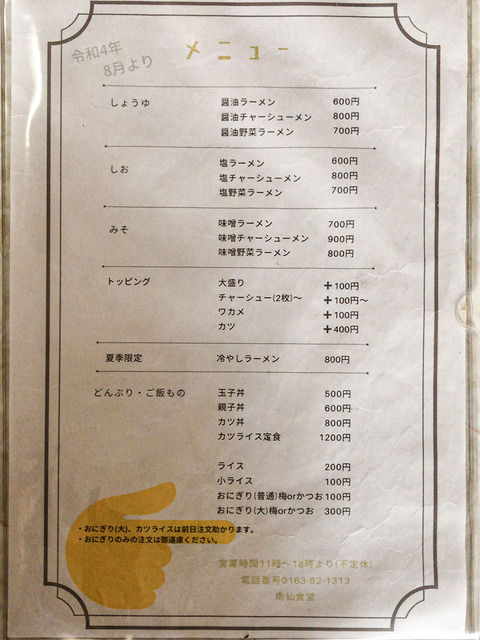 令和4年
8月より
メニュー
しょうゆ
醤油ラーメン 600円
醤油チャーシューメン 800円
醤油野菜ラーメン 700円
しお
塩ラーメン 600円
塩チャーシューメン 800円
塩野菜ラーメン 700円
みそ
味噌ラーメン 700円
味噌チャーシューメン 900円
味噌野菜ラーメン 800円
トッピング
大盛り +100円
チャーシュー(2枚)〜 +100円〜
ワカメ +100円
カツ +400円
夏季限定 冷やしラーメン 800円
どんぶり・ご飯もの
玉子丼 500円
親子丼 600円
カツ丼 800円
カツライス定食 1200円
ライス 200円
小ライス 100円
おにぎり(普通)梅orかつお 100円
おにぎり(大)梅orかつお 300円
・おにぎり(大)、カツライスは前日注文助かります。
・おにぎりのみの注文は御遠慮ください。
営業時間11時〜18時より(不定休)
電話番号0163-62-1313
食堂